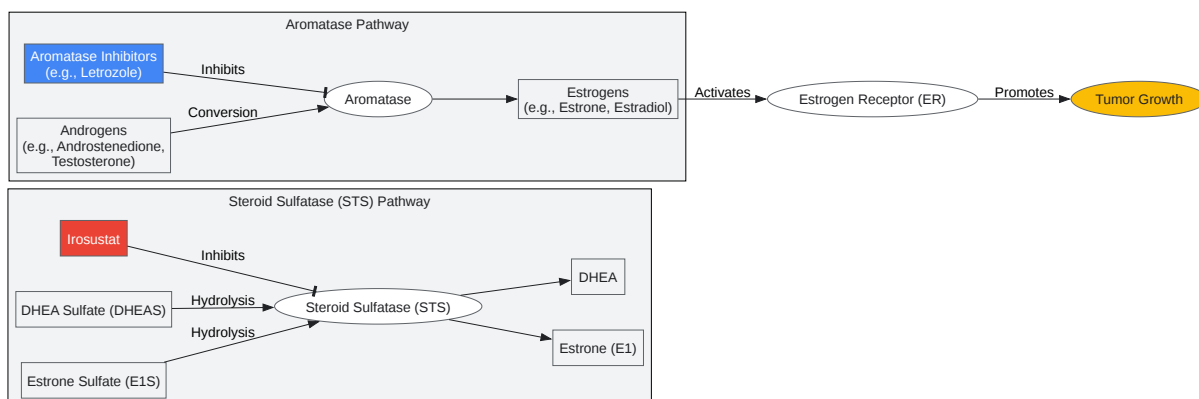 Aromatase Pathway
Aromatase Inhibitors
(e.g., Letrozole)
Inhibits
Aromatase
Androgens
(e.g., Androstenedione,
Testosterone)
Conversion
Estrogens
(e.g., Estrone, Estradiol)
Activates
Estrogen Receptor (ER)
Promotes
Tumor Growth
Steroid Sulfatase (STS) Pathway
Irosustat
Inhibits
DHEA Sulfate (DHEAS)
Hydrolysis
Steroid Sulfatase (STS)
DHEA
Hydrolysis
Estrone (E1)
Estrone Sulfate (E1S)